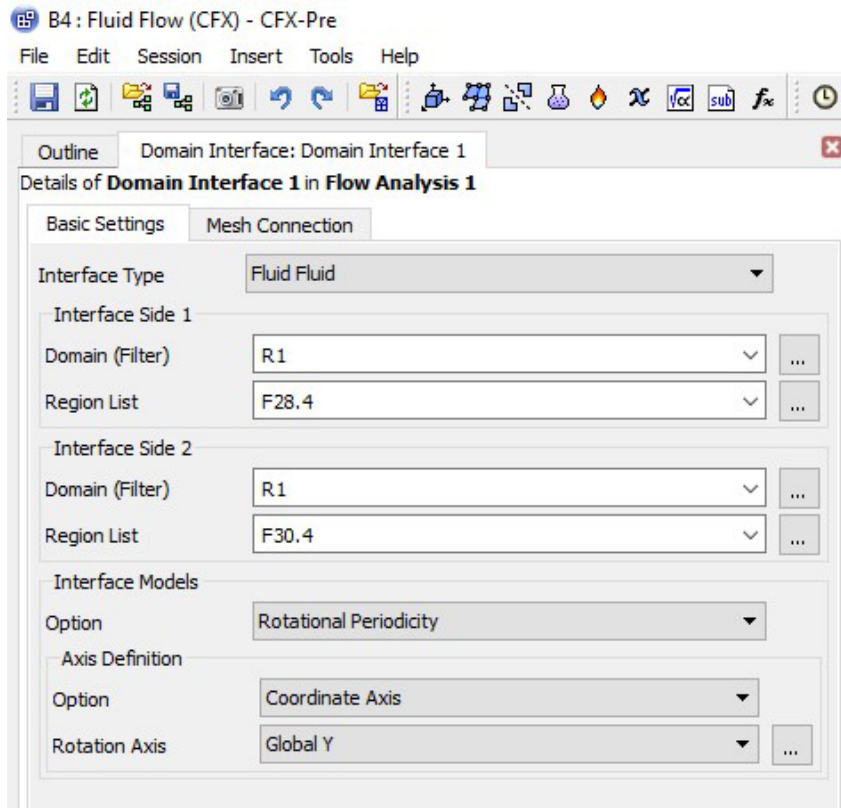 B4 : Fluid Flow (CFX) - CFX-Pre
File Edit Session Insert Tools Help
√α sub fx
Outline Domain Interface: Domain Interface 1
Details of Domain Interface 1 in Flow Analysis 1
Basic Settings Mesh Connection
Interface Type Fluid Fluid
Interface Side 1
Domain (Filter) R1 ...
Region List F28.4 ...
Interface Side 2
Domain (Filter) R1 ...
Region List F30.4 ...
Interface Models
Option Rotational Periodicity
Axis Definition
Option Coordinate Axis
Rotation Axis Global Y ...